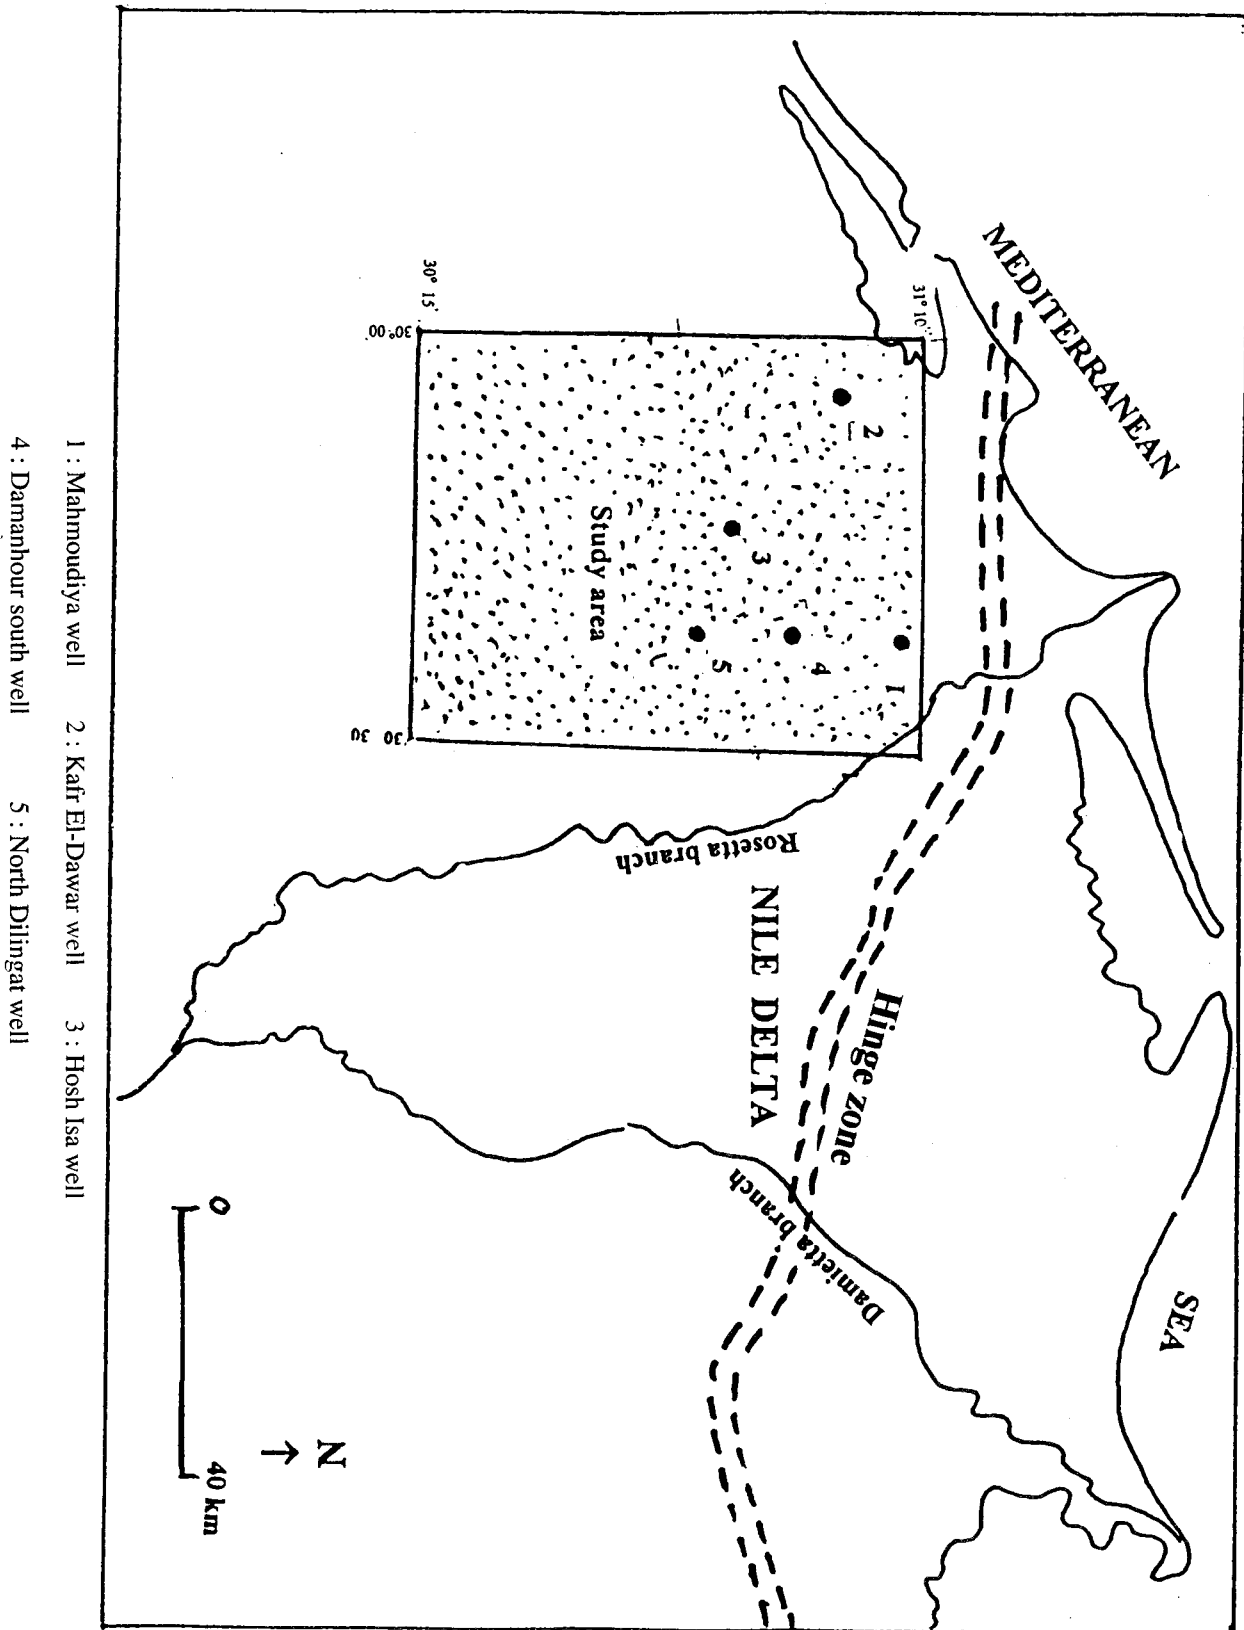 MEDITERRANEAN
SEA
31° 10'
30° 15'
30° 00'
30° 30
2
3
4
5
1
Study area
Rosetta branch
NILE DELTA
Hinge zone
Damietta branch
N
0
40 km
1 : Mahmoudiya well 2 : Kafr El-Dawar well 3 : Hosh Isa well
4 : Damanhour south well 5 : North Dilingat well